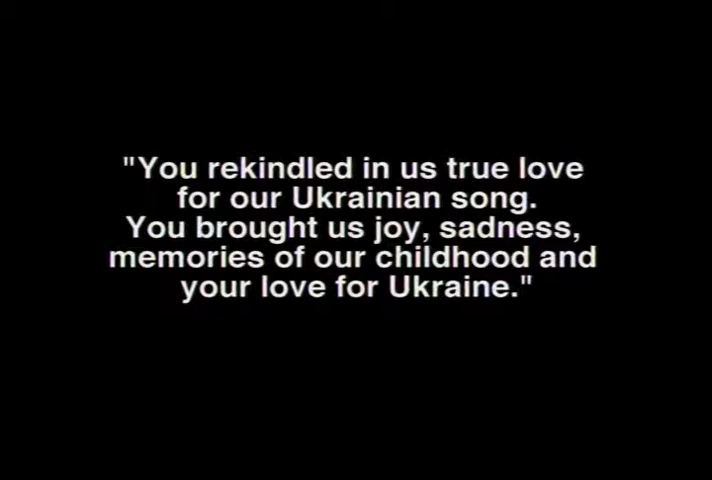 "You rekindled in us true love
for our Ukrainian song.
You brought us joy, sadness,
memories of our childhood and
your love for Ukraine."